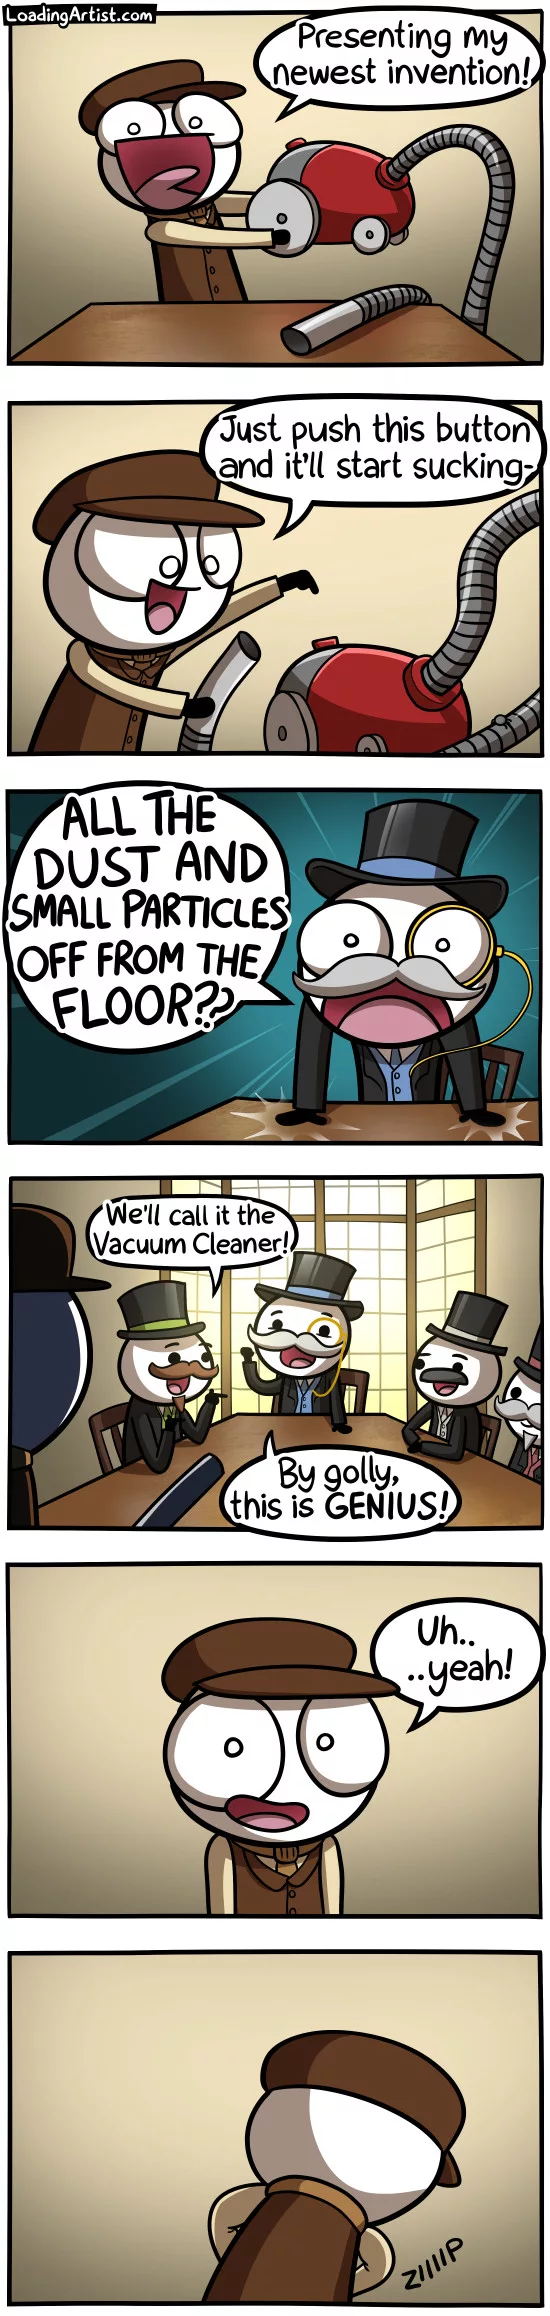 LoadingArtist.com
Presenting my
newest invention!
Just push this button
and it'll start sucking-
ALL THE
DUST AND
SMALL PARTICLES
OFF FROM THE
FLOOR??
We'll call it the
Vacuum Cleaner!
By golly,
this is GENIUS!
Uh..
..yeah!
ZIIIIP